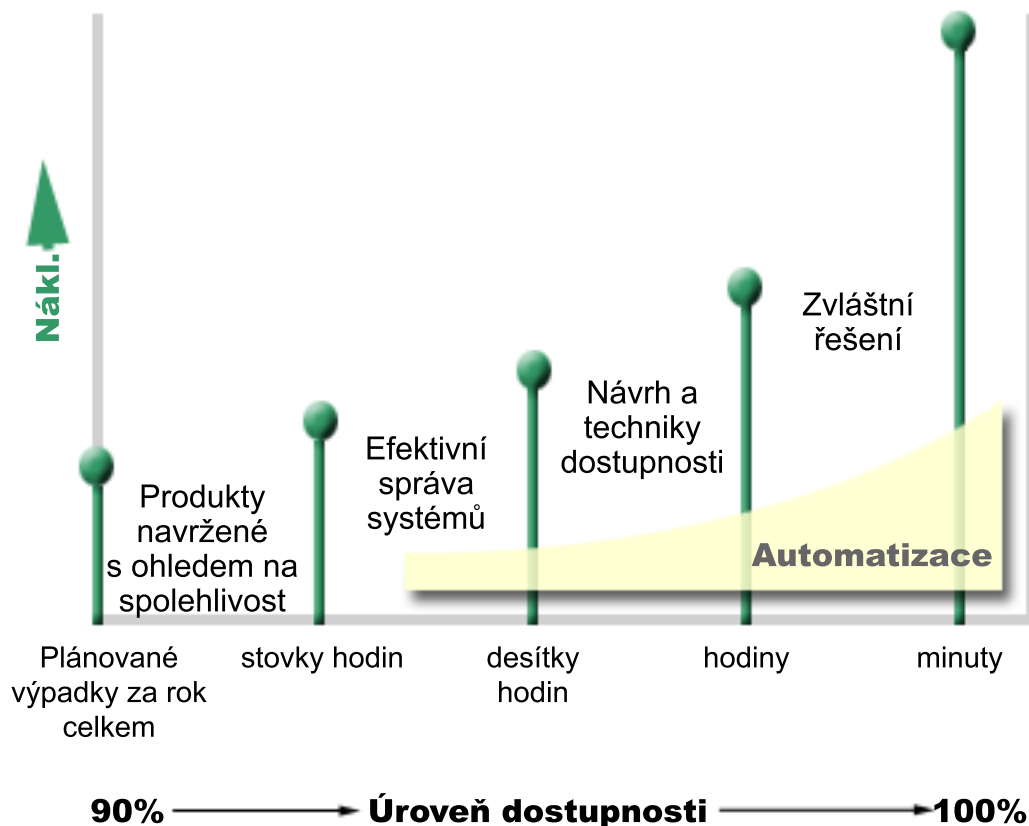 Nákl.
Zvláštní
řešení
Návrh a
techniky
dostupnosti
Efektivní
správa
systémů
Produkty
navržené
s ohledem na
spolehlivost
Automatizace
Plánované
výpadky za rok
celkem
stovky hodin
desítky
hodin
hodiny
minuty
90% Úroveň dostupnosti 100%